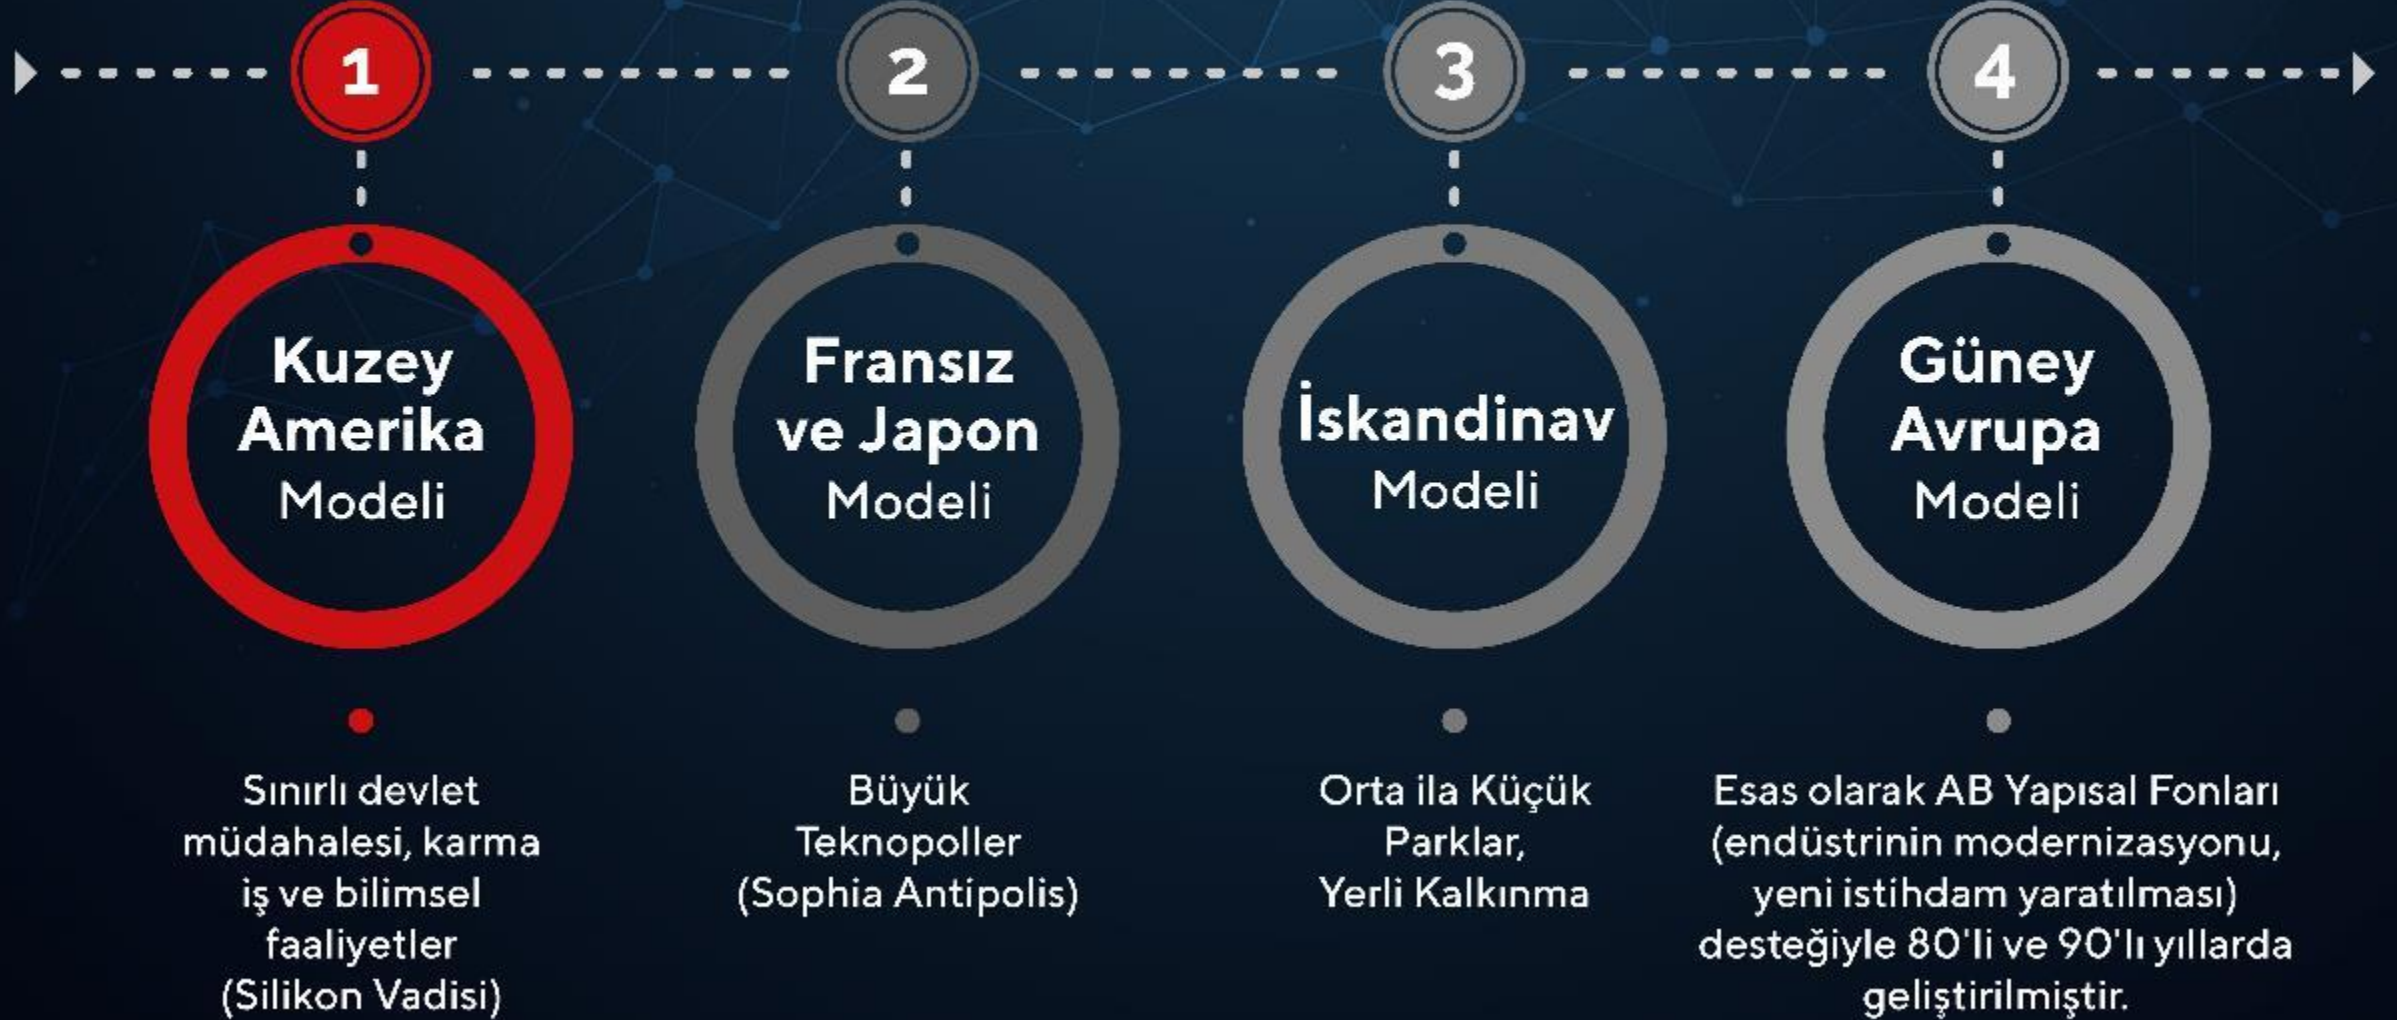 1
2
3
4
Kuzey
Amerika
Modeli
Fransız
ve Japon
Modeli
İskandinav
Modeli
Güney
Avrupa
Modeli
Sınırlı devlet
müdahalesi, karma
iş ve bilimsel
faaliyetler
(Silikon Vadisi)
Büyük
Teknopoller
(Sophia Antipolis)
Orta ila Küçük
Parklar,
Yerli Kalkınma
Esas olarak AB Yapısal Fonları
(endüstrinin modernizasyonu,
yeni istihdam yaratılması)
desteğiyle 80'li ve 90'lı yıllarda
geliştirilmiştir.